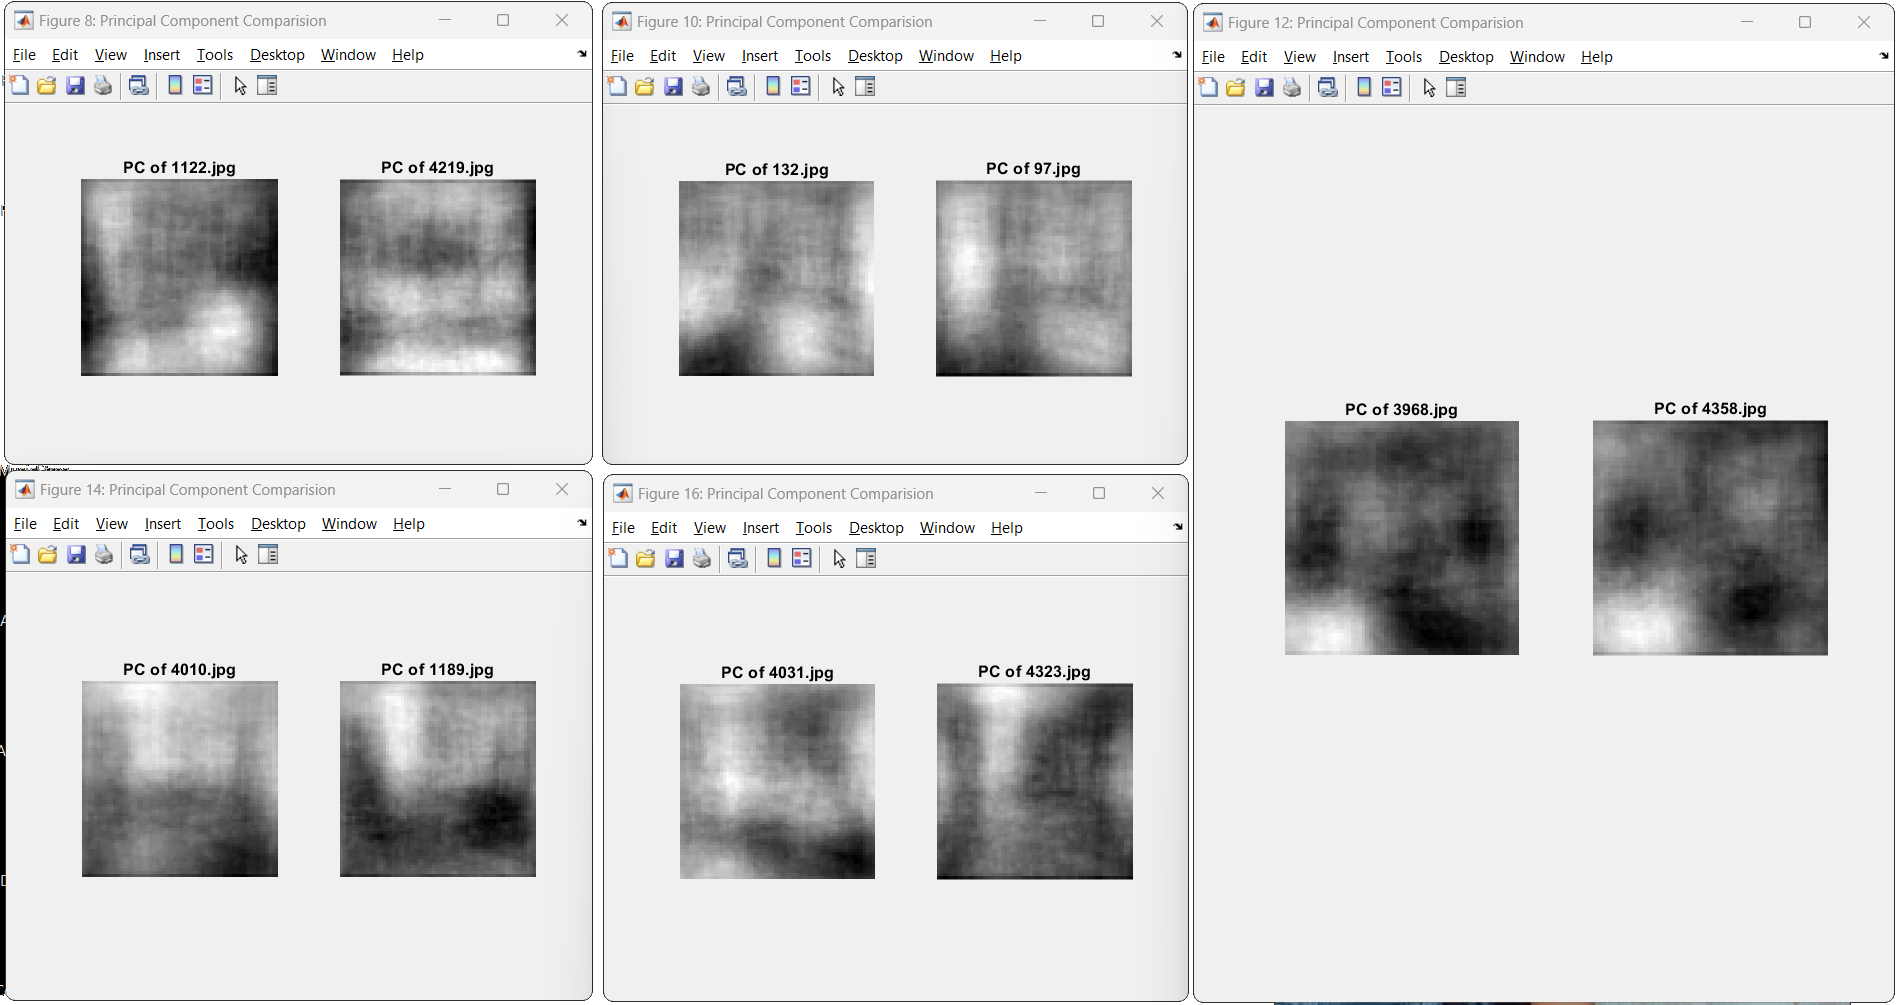 Figure 8: Principal Component Comparision
File Edit View Insert Tools Desktop Window Help
PC of 1122.jpg
PC of 4219.jpg
Figure 10: Principal Component Comparision
File Edit View Insert Tools Desktop Window Help
PC of 132.jpg
PC of 97.jpg
Figure 12: Principal Component Comparision
File Edit View Insert Tools Desktop Window Help
PC of 3968.jpg
PC of 4358.jpg
Figure 14: Principal Component Comparision
File Edit View Insert Tools Desktop Window Help
PC of 4010.jpg
PC of 1189.jpg
Figure 16: Principal Component Comparision
File Edit View Insert Tools Desktop Window Help
PC of 4031.jpg
PC of 4323.jpg